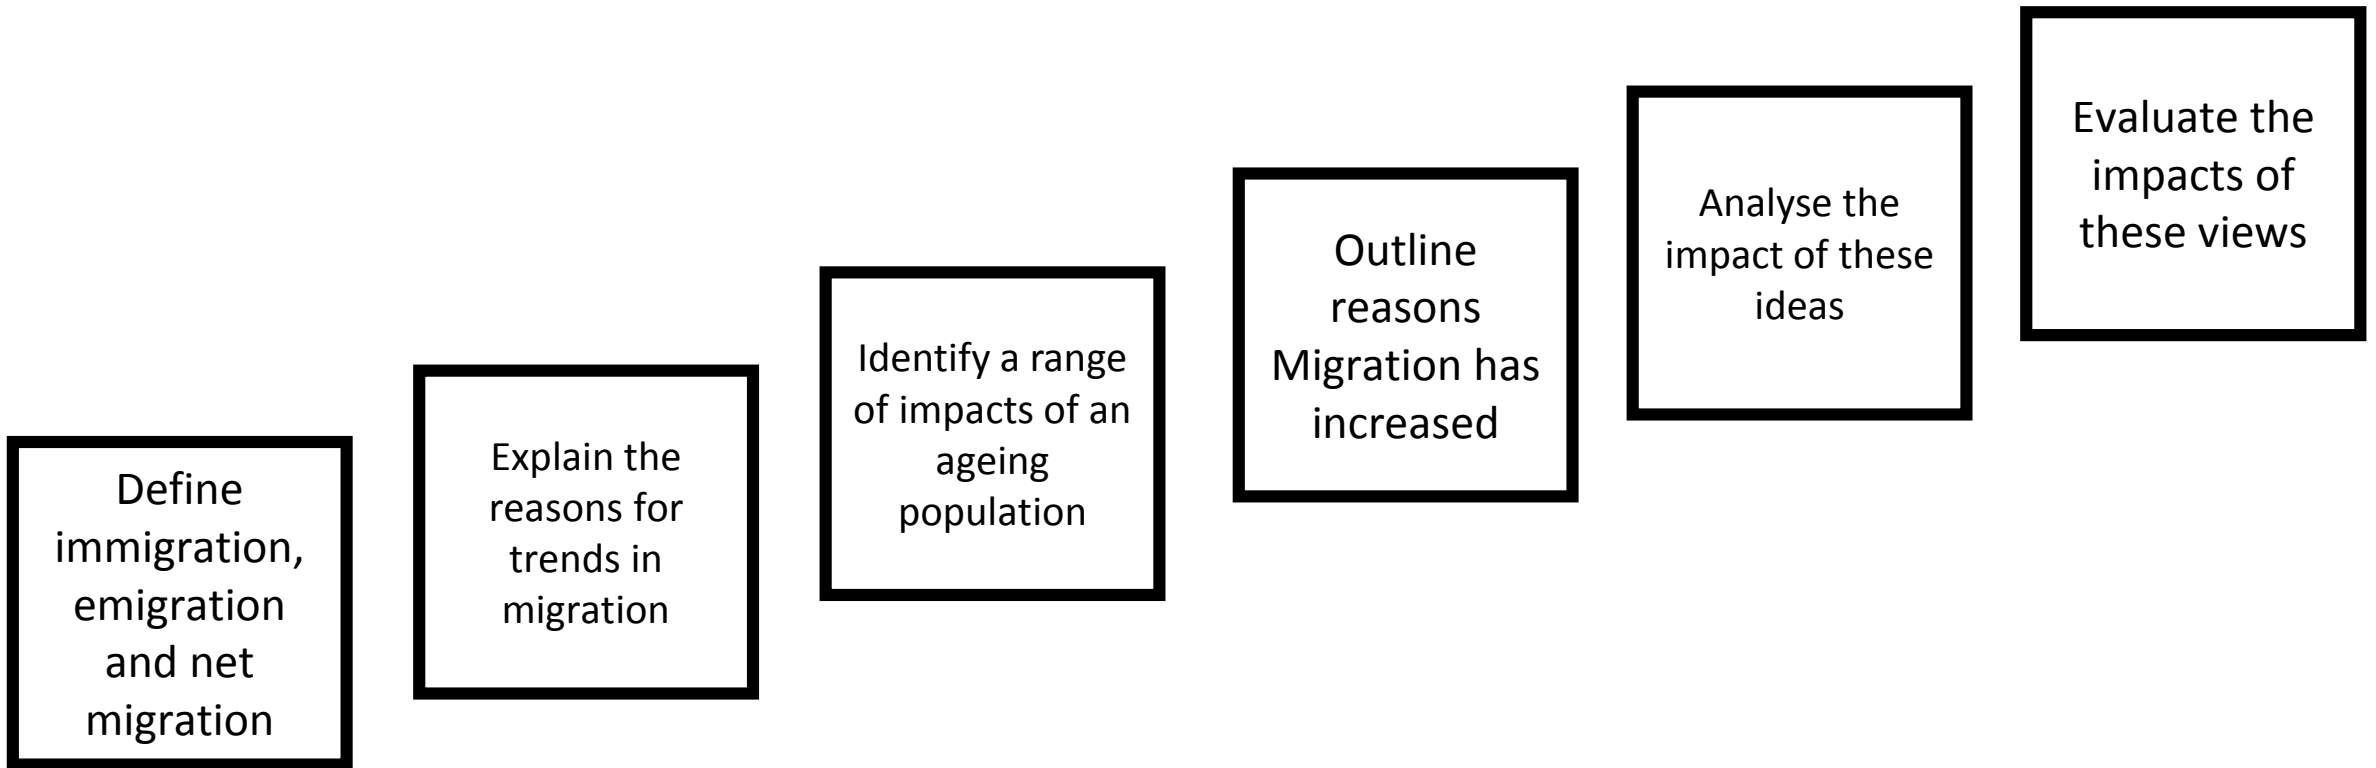 Define
immigration,
emigration
and net
migration
Explain the
reasons for
trends in
migration
Identify a range
of impacts of an
ageing
population
Outline
reasons
Migration has
increased
Analyse the
impact of these
ideas
Evaluate the
impacts of
these views